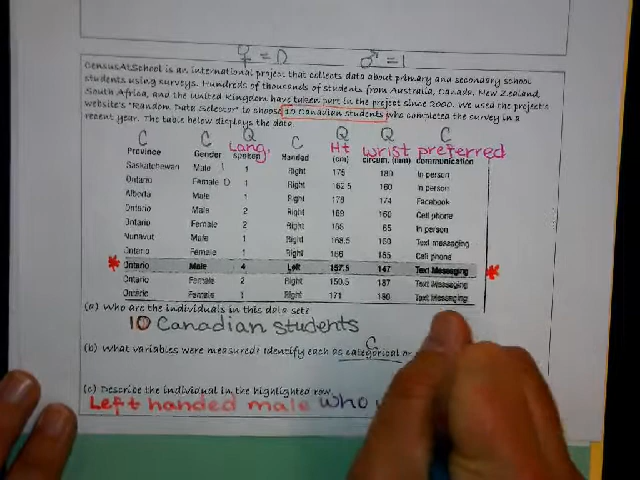 ♀ = 0 ♂ = 1
CensusAtSchool is an international project that collects data about primary and secondary school
students using surveys. Hundreds of thousands of students from Australia, Canada, New Zealand,
South Africa, and the United Kingdom have taken part in the project since 2000. We used the project's
website's "Random Data Selector" to choose 10 Canadian students who completed the survey in a
recent year. The table below displays the data.
C C Q C Q Q C
Province Gender Lang. spoken Handed Ht (cm) wrist circum. (mm) preferred communication
Saskatchewan Male 1 1 Right 175 180 In person
Ontario Female 0 1 Right 162.5 160 In person
Alberta Male 1 Right 178 174 Facebook
Ontario Male 2 Right 169 160 Cell phone
Ontario Female 2 Right 166 65 In person
Nunavut Male 1 Right 168.5 160 Text messaging
Ontario Female 1 Right 166 155 Cell phone
* Ontario Male 4 Left 157.5 147 Text Messaging *
Ontario Female 2 Right 150.5 187 Text Messaging
Ontario Female 1 Right 171 180 Text Messaging
(a) Who are the individuals in this data set?
10 Canadian students
C
(b) What variables were measured? Identify each as categorical or
(c) Describe the individual in the highlighted row.
Left handed male who